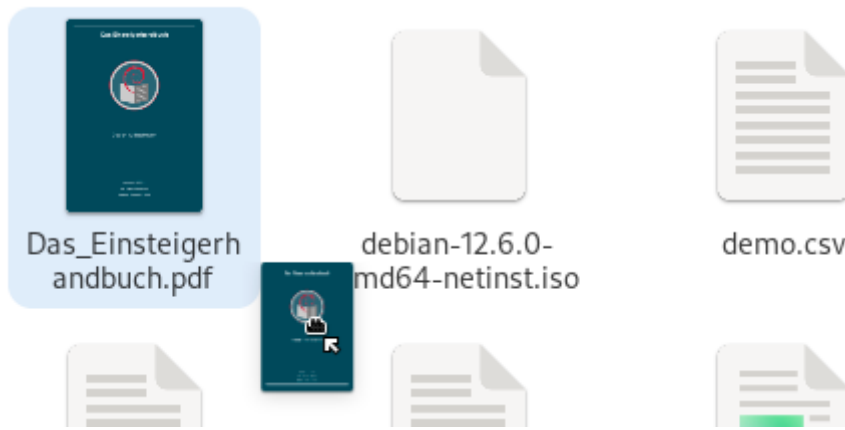 Das_Einsteigerh
andbuch.pdf
debian-12.6.0-
md64-netinst.iso
demo.csv